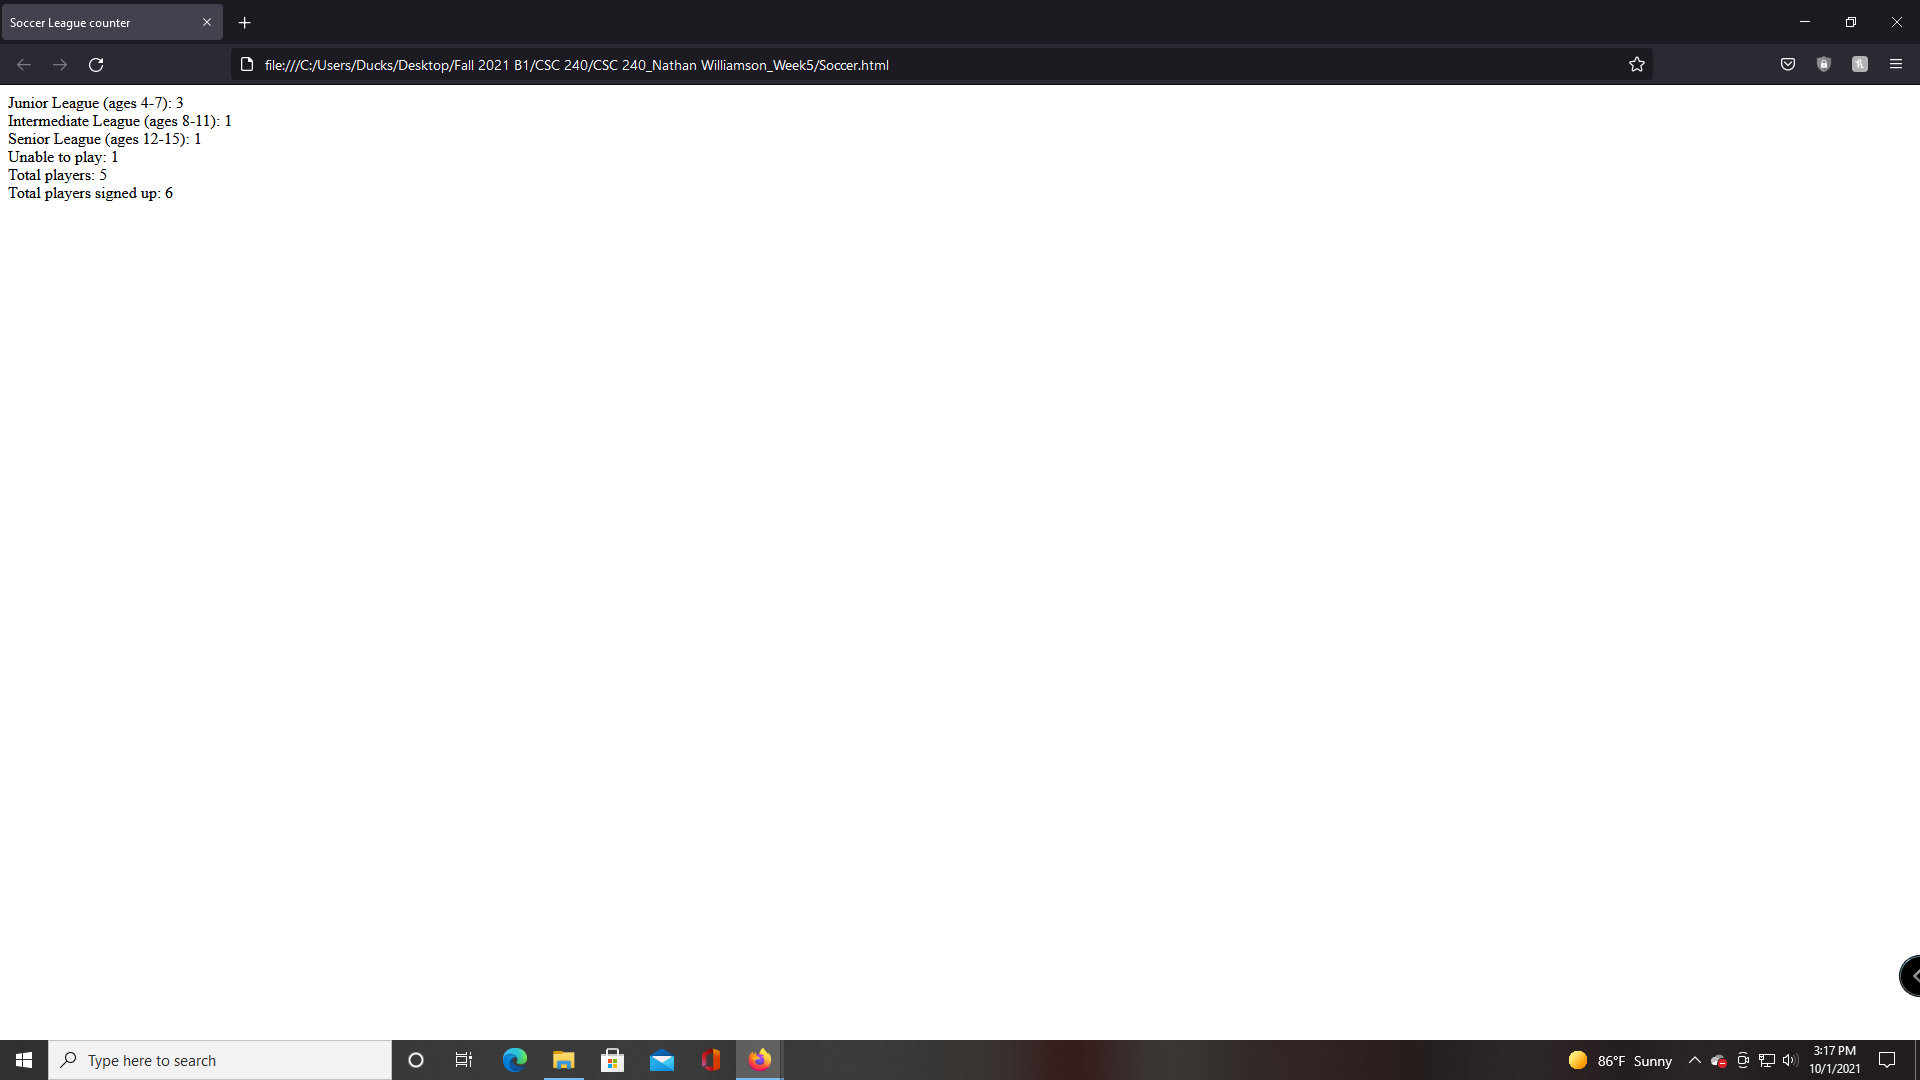 Soccer League counter
file:///C:/Users/Ducks/Desktop/Fall 2021 B1/CSC 240/CSC 240_Nathan Williamson_Week5/Soccer.html
Junior League (ages 4-7): 3
Intermediate League (ages 8-11): 1
Senior League (ages 12-15): 1
Unable to play: 1
Total players: 5
Total players signed up: 6
Type here to search
86°F Sunny
3:17 PM
10/1/2021